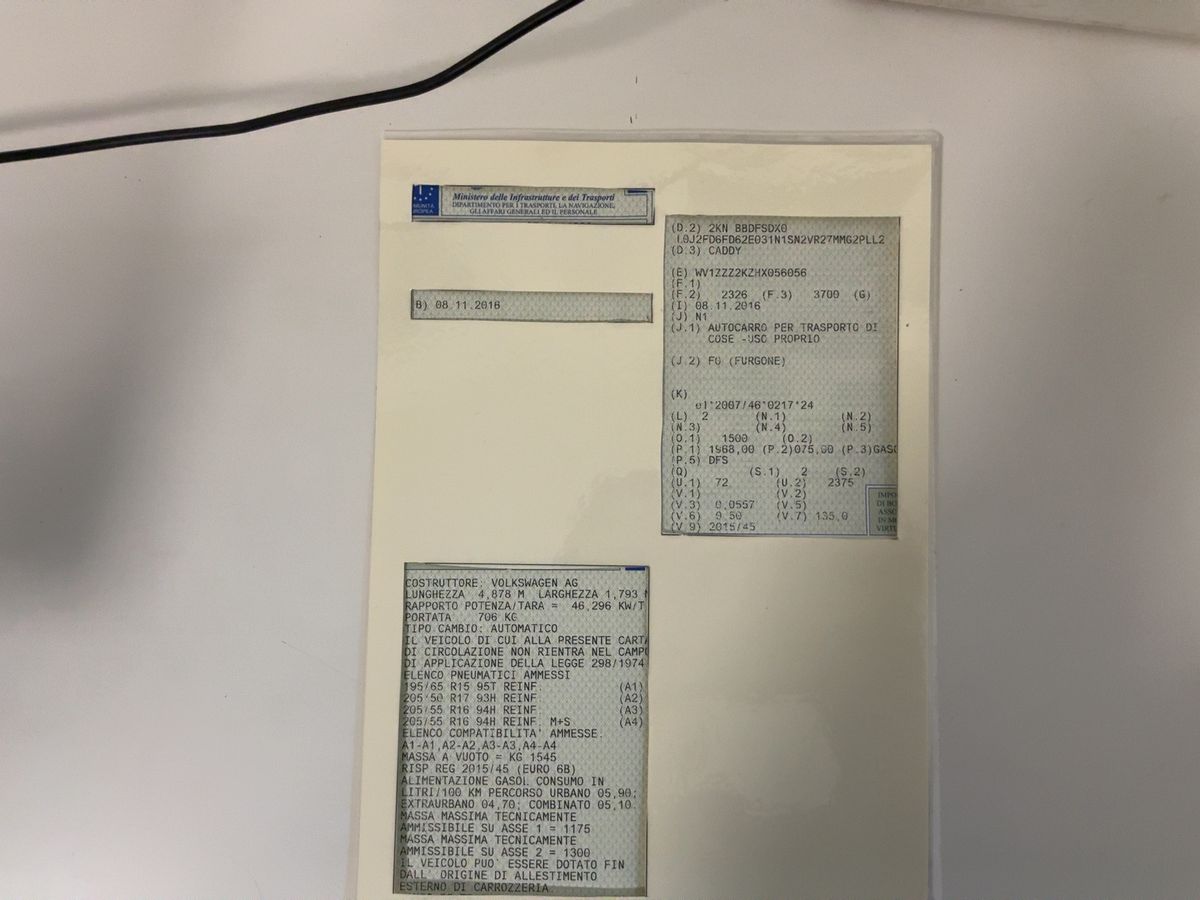 Ministero delle Infrastrutture e dei Trasporti
DIPARTIMENTO PER I TRASPORTI, LA NAVIGAZIONE,
GLI AFFARI GENERALI ED IL PERSONALE
B) 08.11.2016
(D.2) 2KN BBDFSDX0
(D.3) CADDY
(E) WV1ZZZ2KZHX056056
(F.1)
(F.2) 2326 (F.3) 3700 (G)
(I) 08.11.2016
(J) N1
(J.1) AUTOCARRO PER TRASPORTO DI
COSE -USO PROPRIO
(J.2) F0 (FURGONE)
(K)
e1*2007/46*0217*24
(L) 2 (N.1) (N.2)
(N.3) (N.4) (N.5)
(O.1) 1500 (O.2)
(P.1) 1968,00 (P.2)075,00 (P.3)GASO
(P.5) DFS
(Q) (S.1) 2 (S.2)
(U.1) 72 (U.2) 2375
(V.1) (V.2)
(V.3) 0,0557 (V.5)
(V.6) 0.50 (V.7) 135,0
(V.9) 2015/45
COSTRUTTORE: VOLKSWAGEN AG
LUNGHEZZA 4,878 M LARGHEZZA 1,793 M
RAPPORTO POTENZA/TARA = 46,296 KW/T
PORTATA 706 KG
TIPO CAMBIO: AUTOMATICO
IL VEICOLO DI CUI ALLA PRESENTE CARTA
DI CIRCOLAZIONE NON RIENTRA NEL CAMPO
DI APPLICAZIONE DELLA LEGGE 298/1974
ELENCO PNEUMATICI AMMESSI
195/65 R15 95T REINF. (A1)
205/50 R17 93H REINF. (A2)
205/55 R16 94H REINF. (A3)
205/55 R16 94H REINF. M+S (A4)
ELENCO COMPATIBILITA' AMMESSE:
A1-A1,A2-A2,A3-A3,A4-A4
MASSA A VUOTO = KG 1545
RISP REG 2015/45 (EURO 6B)
ALIMENTAZIONE GASOL CONSUMO IN
LITRI/100 KM PERCORSO URBANO 05,90;
EXTRAURBANO 04,70; COMBINATO 05,10.
MASSA MASSIMA TECNICAMENTE
AMMISSIBILE SU ASSE 1 = 1175
MASSA MASSIMA TECNICAMENTE
AMMISSIBILE SU ASSE 2 = 1300
IL VEICOLO PUO' ESSERE DOTATO FIN
DALL' ORIGINE DI ALLESTIMENTO
ESTERNO DI CARROZZERIA